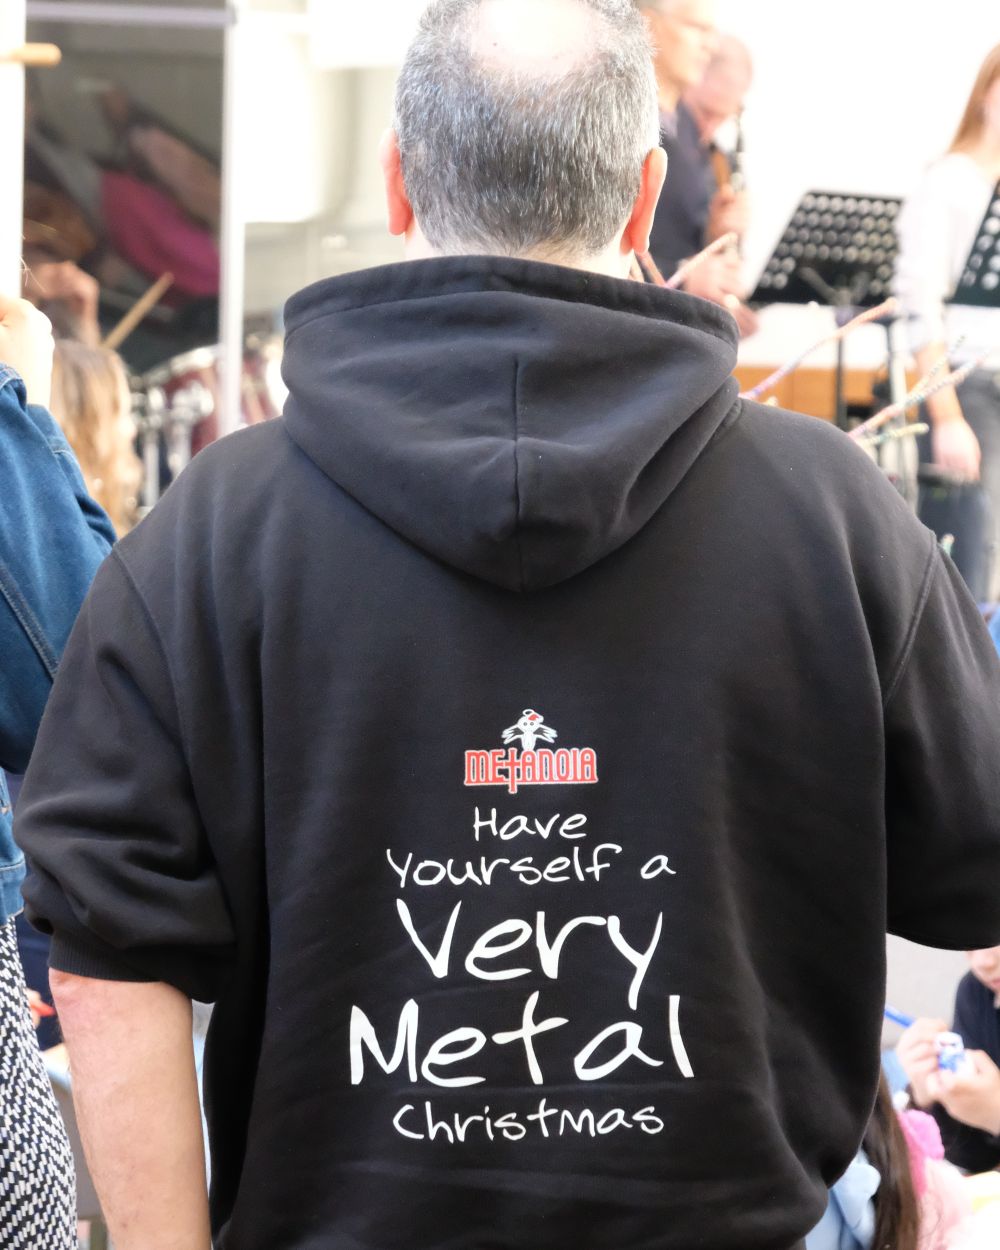 METANOIA
Have
Yourself a
Very
Metal
Christmas